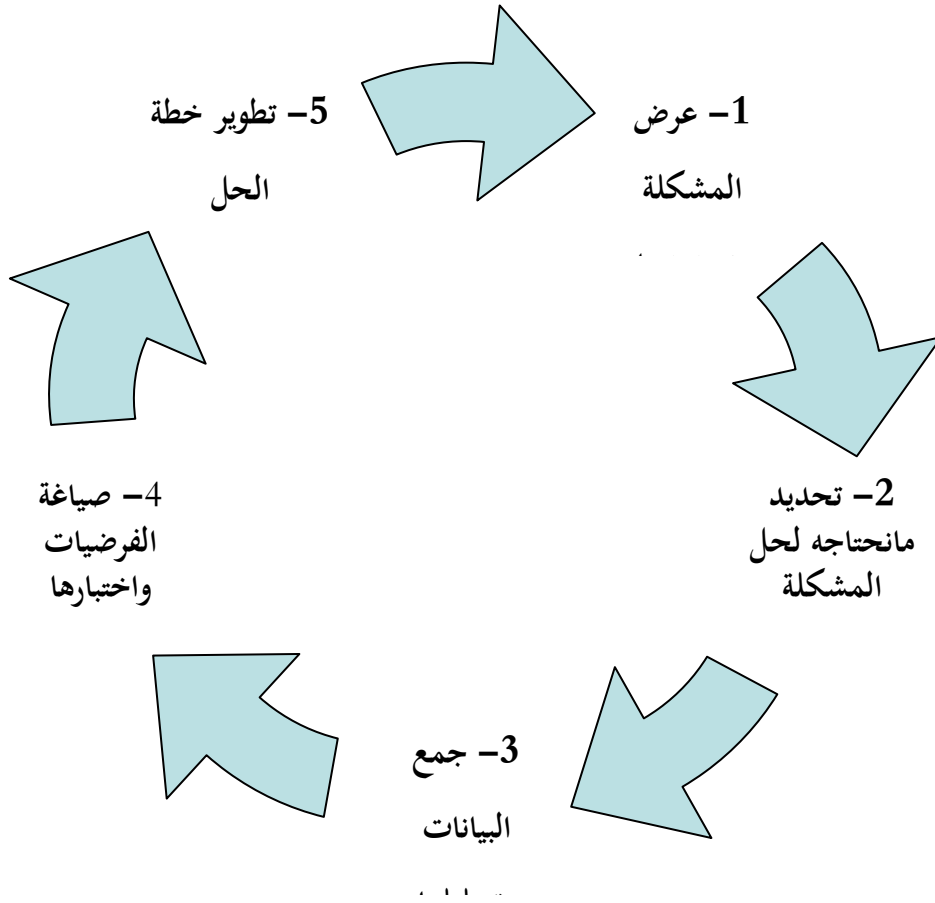 1– عرض
المشكلة
2– تحديد
مانحتاجه لحل
المشكلة
3– جمع
البيانات
4– صياغة
الفرضيات
واختبارها
5– تطوير خطة
الحل